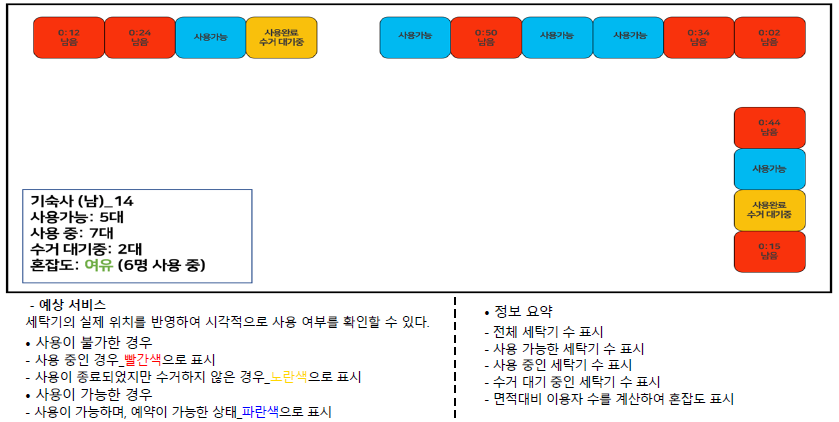 0:12
남음
0:24
남음
사용가능
사용완료
수거 대기중
사용가능
0:50
남음
사용가능
사용가능
0:34
남음
0:02
남음
0:44
남음
사용가능
사용완료
수거 대기중
0:15
남음
기숙사 (남)_14
사용가능: 5대
사용 중: 7대
수거 대기중: 2대
혼잡도: 여유 (6명 사용 중)
- 예상 서비스
세탁기의 실제 위치를 반영하여 시각적으로 사용 여부를 확인할 수 있다.
• 사용이 불가한 경우
- 사용 중인 경우_빨간색으로 표시
- 사용이 종료되었지만 수거하지 않은 경우_노란색으로 표시
• 사용이 가능한 경우
- 사용이 가능하며, 예약이 가능한 상태_파란색으로 표시
• 정보 요약
- 전체 세탁기 수 표시
- 사용 가능한 세탁기 수 표시
- 사용 중인 세탁기 수 표시
- 수거 대기 중인 세탁기 수 표시
- 면적대비 이용자 수를 계산하여 혼잡도 표시